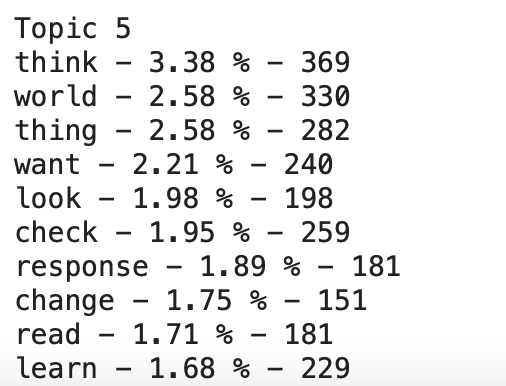 Topic 5
think – 3.38 % – 369
world – 2.58 % – 330
thing – 2.58 % – 282
want – 2.21 % – 240
look – 1.98 % – 198
check – 1.95 % – 259
response – 1.89 % – 181
change – 1.75 % – 151
read – 1.71 % – 181
learn – 1.68 % – 229